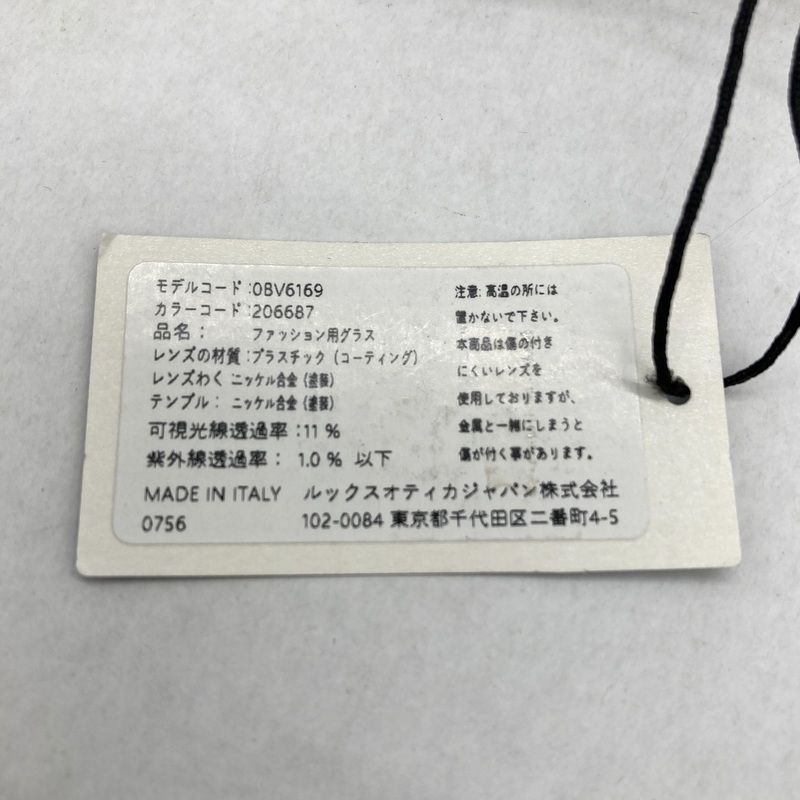 モデルコード:0BV6169
カラーコード:206687
品名: ファッション用グラス
レンズの材質:プラスチック (コーティング)
レンズわく ニッケル合金 (塗装)
テンプル: ニッケル合金 (塗装)
可視光線透過率:11 %
紫外線透過率: 1.0 % 以下
注意: 高温の所には
置かないで下さい。
本商品は傷の付き
にくいレンズを
使用しておりますが、
金属と一緒にしまうと
傷が付く事があります。
MADE IN ITALY ルックスオティカジャパン株式会社
0756 102-0084 東京都千代田区二番町4-5